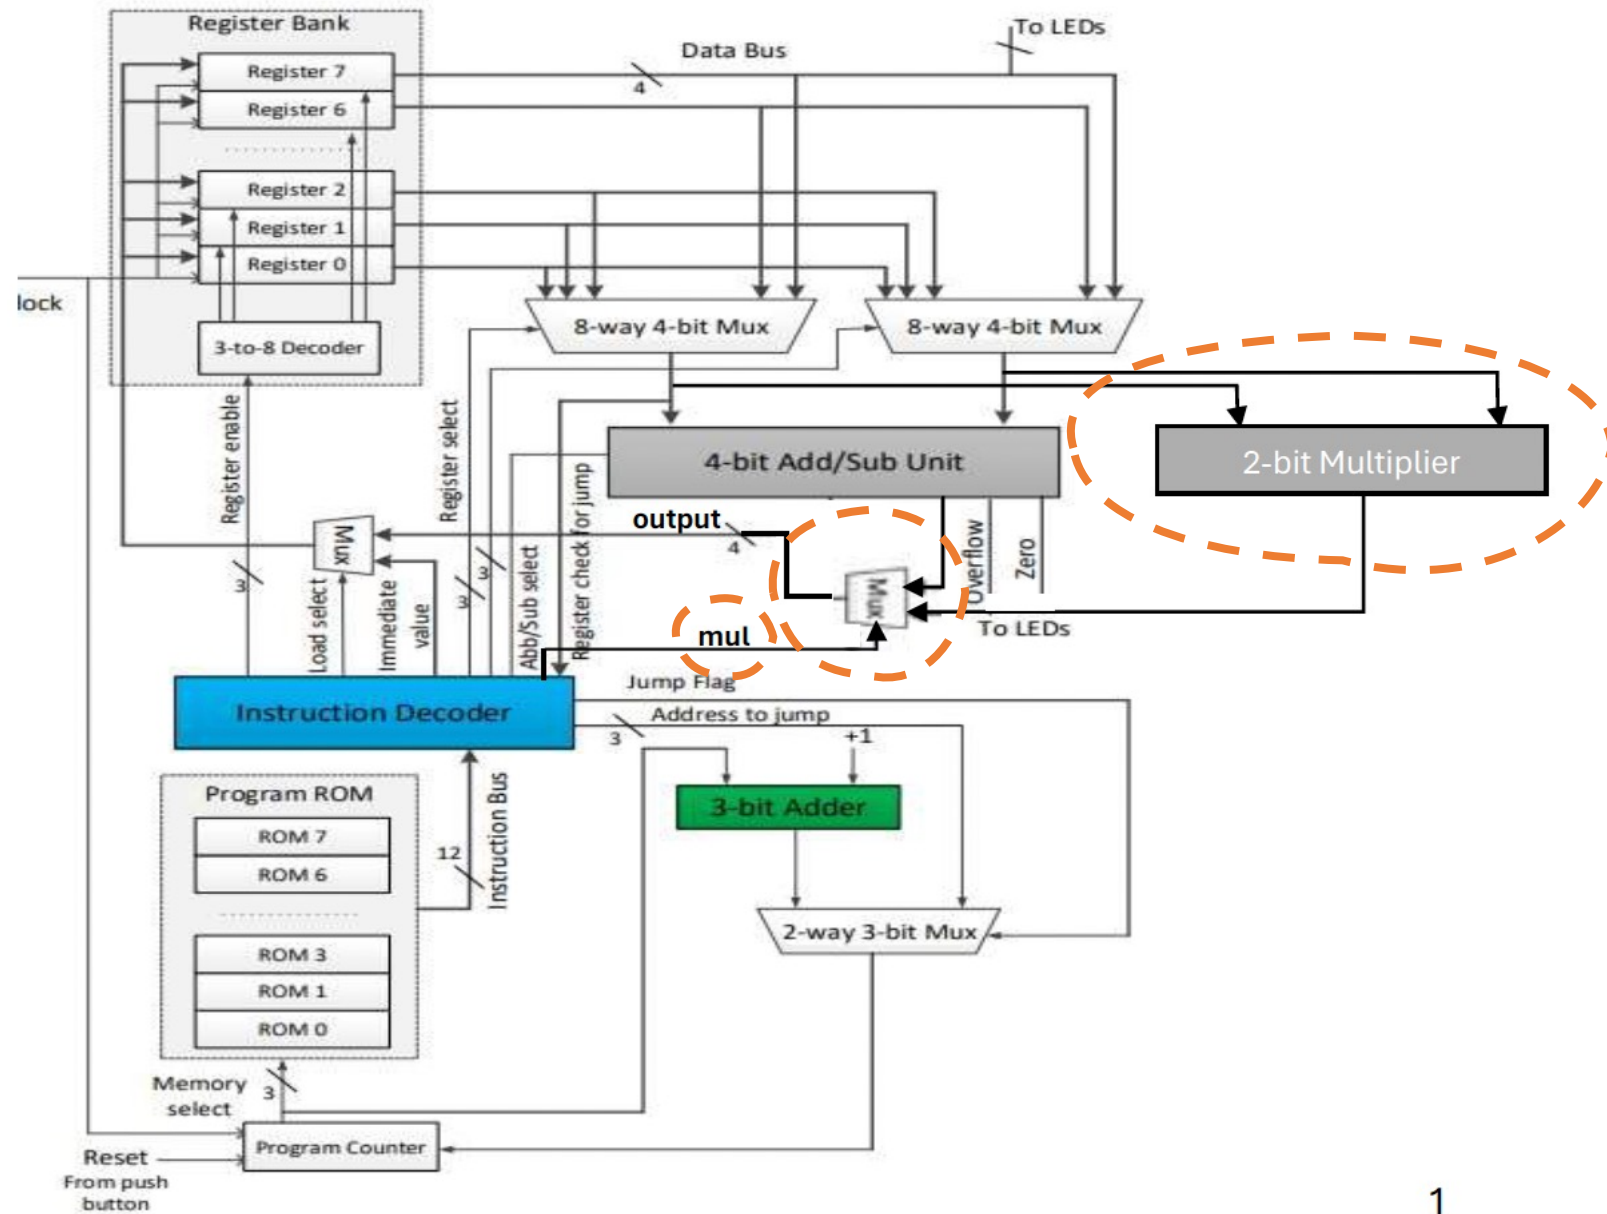 Register Bank
To LEDs
Data Bus
Register 7
4
Register 6
Register 2
Register 1
Register 0
lock
8-way 4-bit Mux
8-way 4-bit Mux
3-to-8 Decoder
Register enable
3
Register select
3
3
4-bit Add/Sub Unit
2-bit Multiplier
output
4
Mux
Load select
Immediate
value
Abb/Sub select
Register check for jump
Mux
Overflow
Zero
To LEDs
mul
Instruction Decoder
Jump Flag
Address to jump
3
+1
3-bit Adder
Program ROM
ROM 7
ROM 6
12
Instruction Bus
ROM 3
ROM 1
ROM 0
2-way 3-bit Mux
Memory
select
3
Program Counter
Reset
From push
button
1